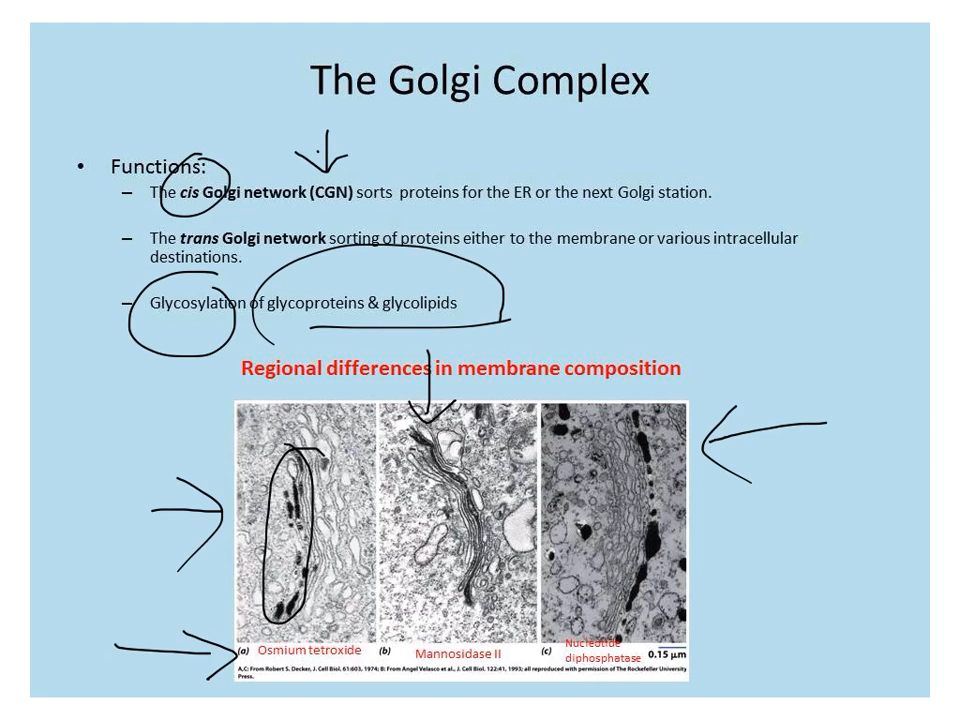 The Golgi Complex
• Functions:
– The cis Golgi network (CGN) sorts proteins for the ER or the next Golgi station.
– The trans Golgi network sorting of proteins either to the membrane or various intracellular
destinations.
– Glycosylation of glycoproteins & glycolipids
Regional differences in membrane composition
(a) Osmium tetroxide (b) Mannosidase II (c) Nucleotide
diphosphatase 0.15 µm
A,C: From Robert S. Decker, J. Cell Biol. 61:603, 1974; B: From Angel Velasco et al., J. Cell Biol. 122:41, 1993; all reproduced with permission of The Rockefeller University
Press.